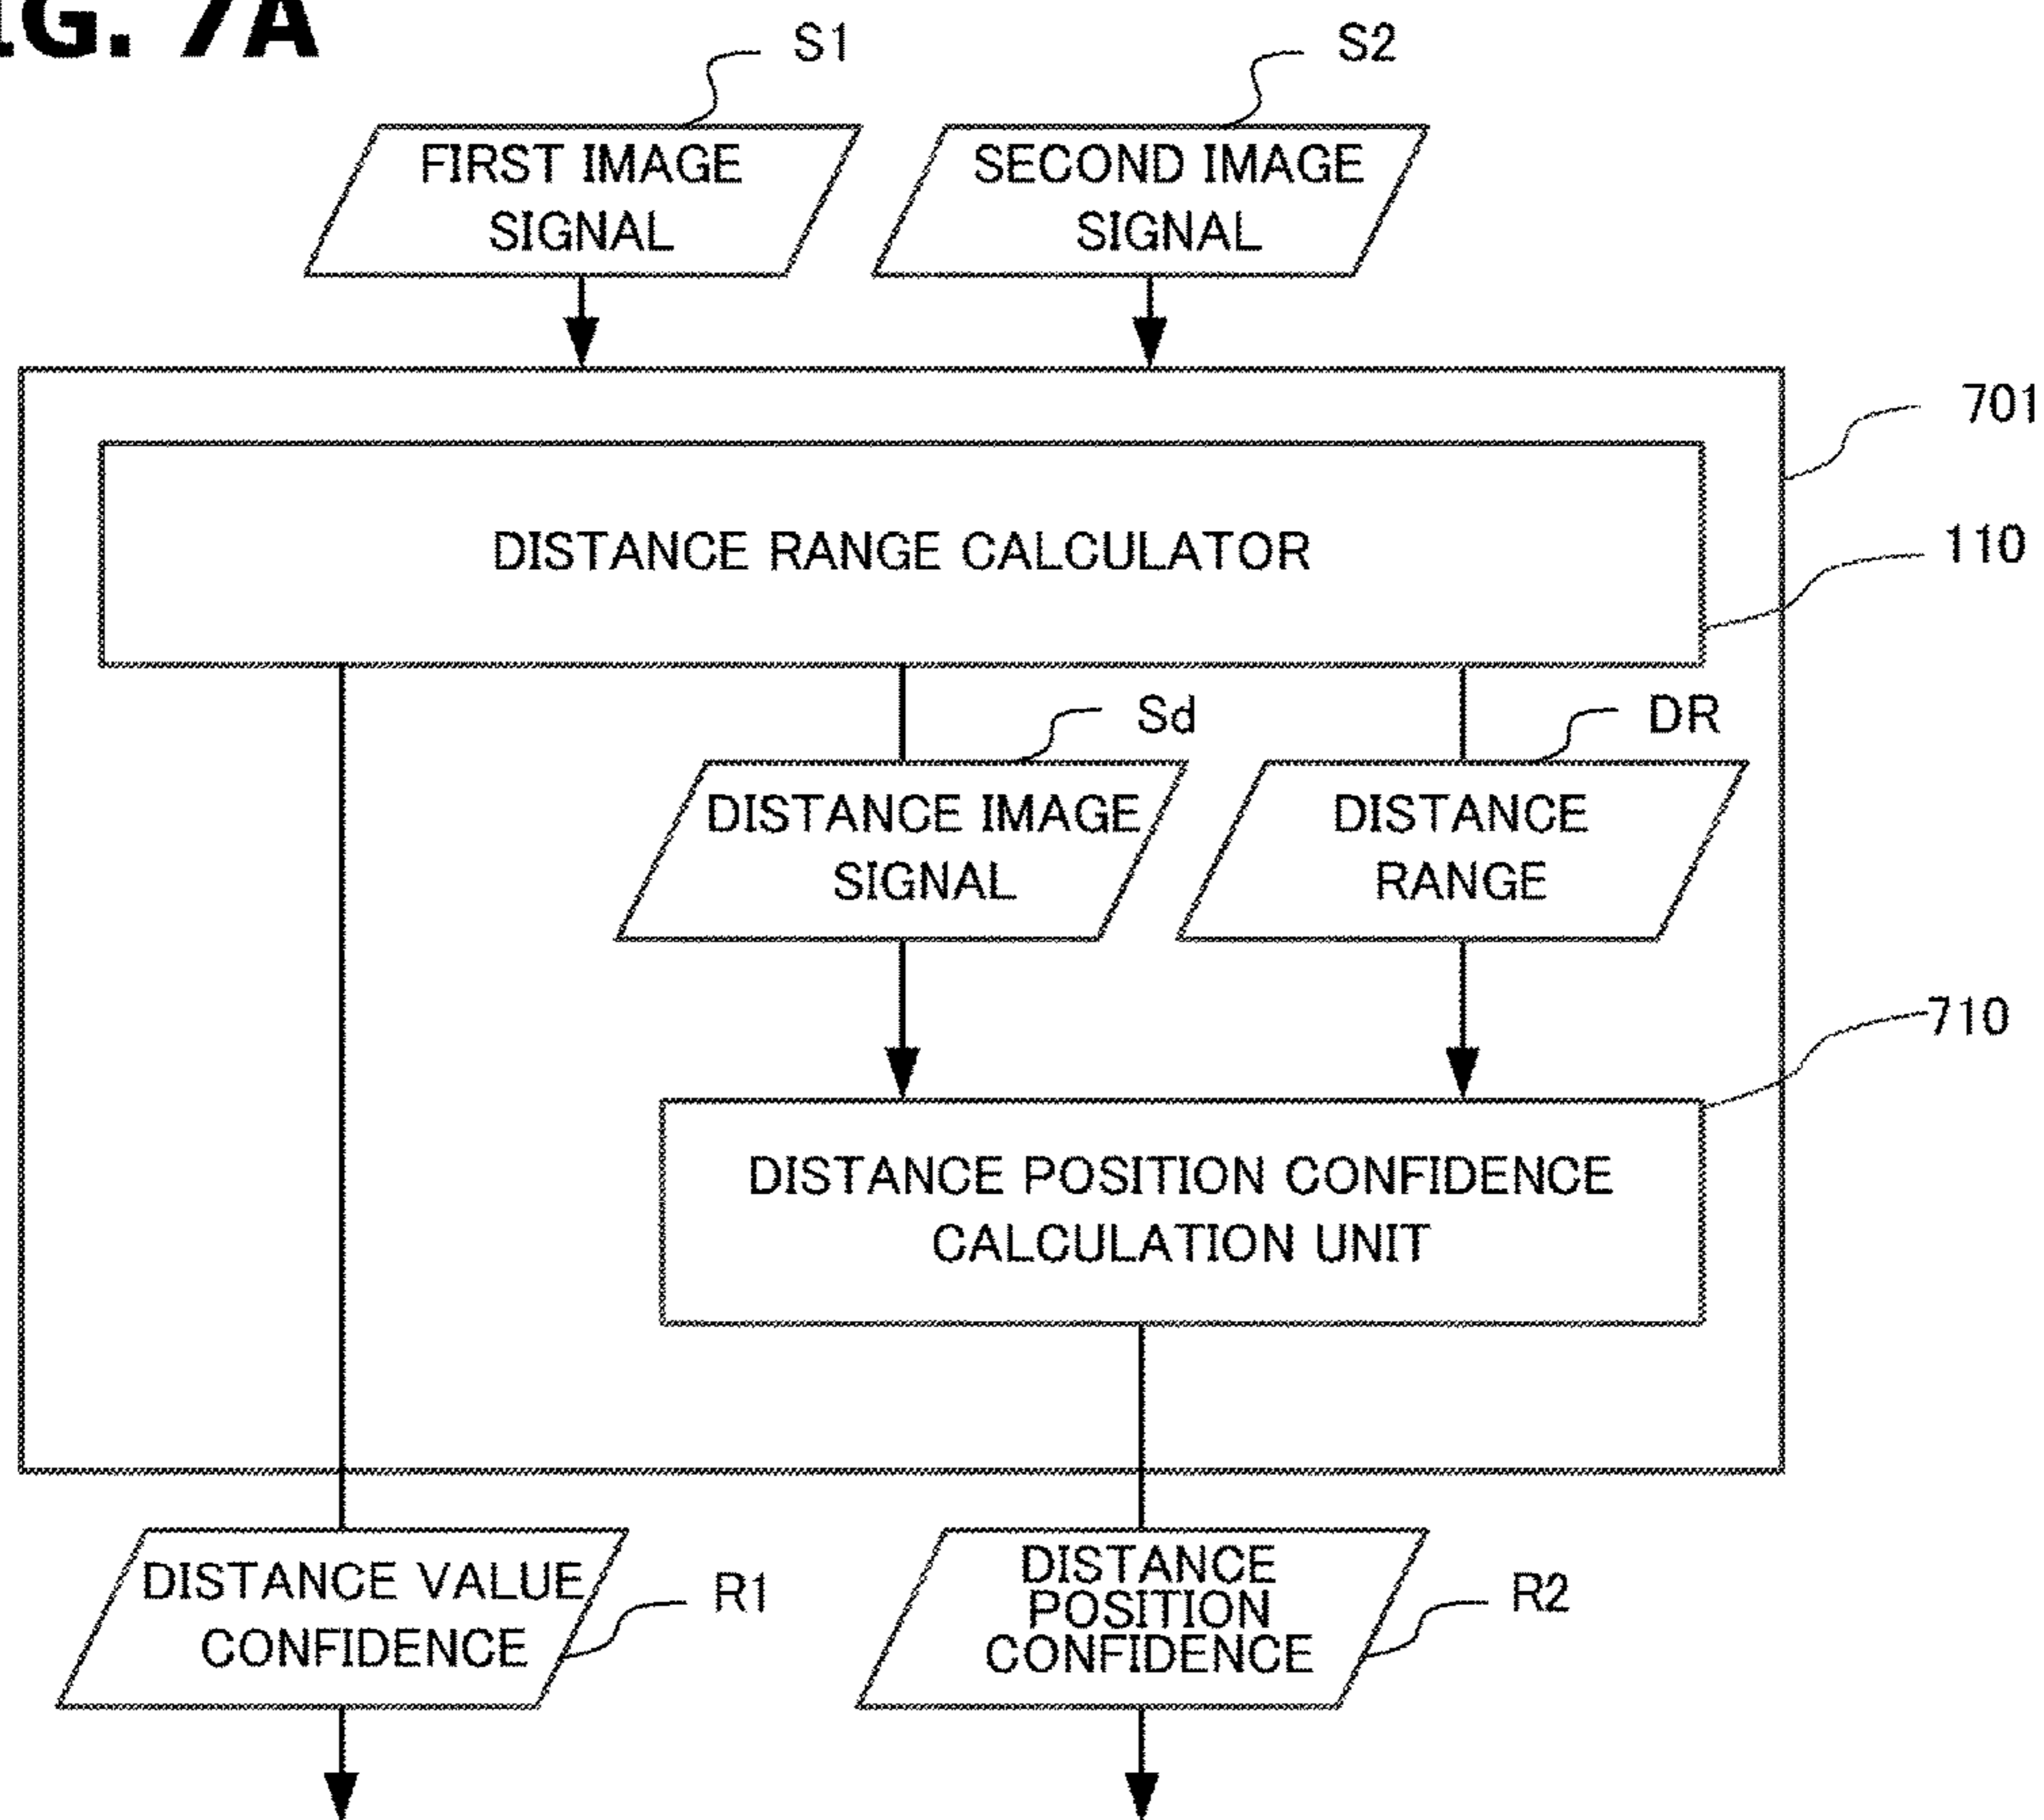 IG. 7A
S1
S2
FIRST IMAGE
SIGNAL
SECOND IMAGE
SIGNAL
701
DISTANCE RANGE CALCULATOR
110
Sd
DR
DISTANCE IMAGE
SIGNAL
DISTANCE
RANGE
710
DISTANCE POSITION CONFIDENCE
CALCULATION UNIT
DISTANCE VALUE
CONFIDENCE
R1
DISTANCE
POSITION
CONFIDENCE
R2